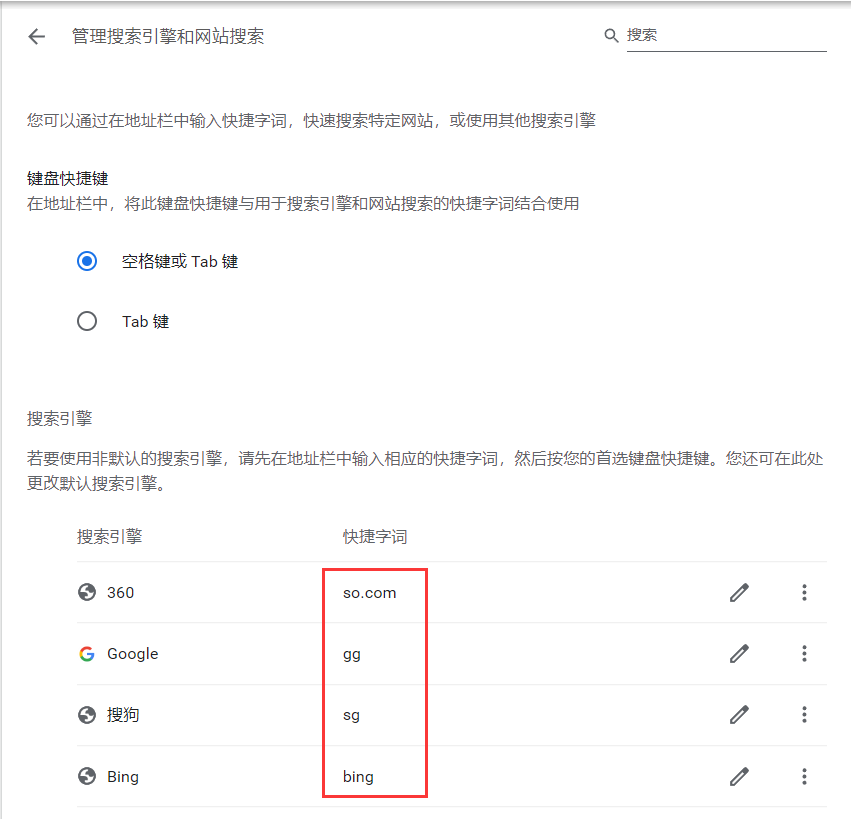 管理搜索引擎和网站搜索
搜索
您可以通过在地址栏中输入快捷字词，快速搜索特定网站，或使用其他搜索引擎
键盘快捷键
在地址栏中，将此键盘快捷键与用于搜索引擎和网站搜索的快捷字词结合使用
空格键或 Tab 键
Tab 键
搜索引擎
若要使用非默认的搜索引擎，请先在地址栏中输入相应的快捷字词，然后按您的首选键盘快捷键。您还可在此处
更改默认搜索引擎。
搜索引擎 快捷字词
360 so.com
Google gg
搜狗 sg
Bing bing